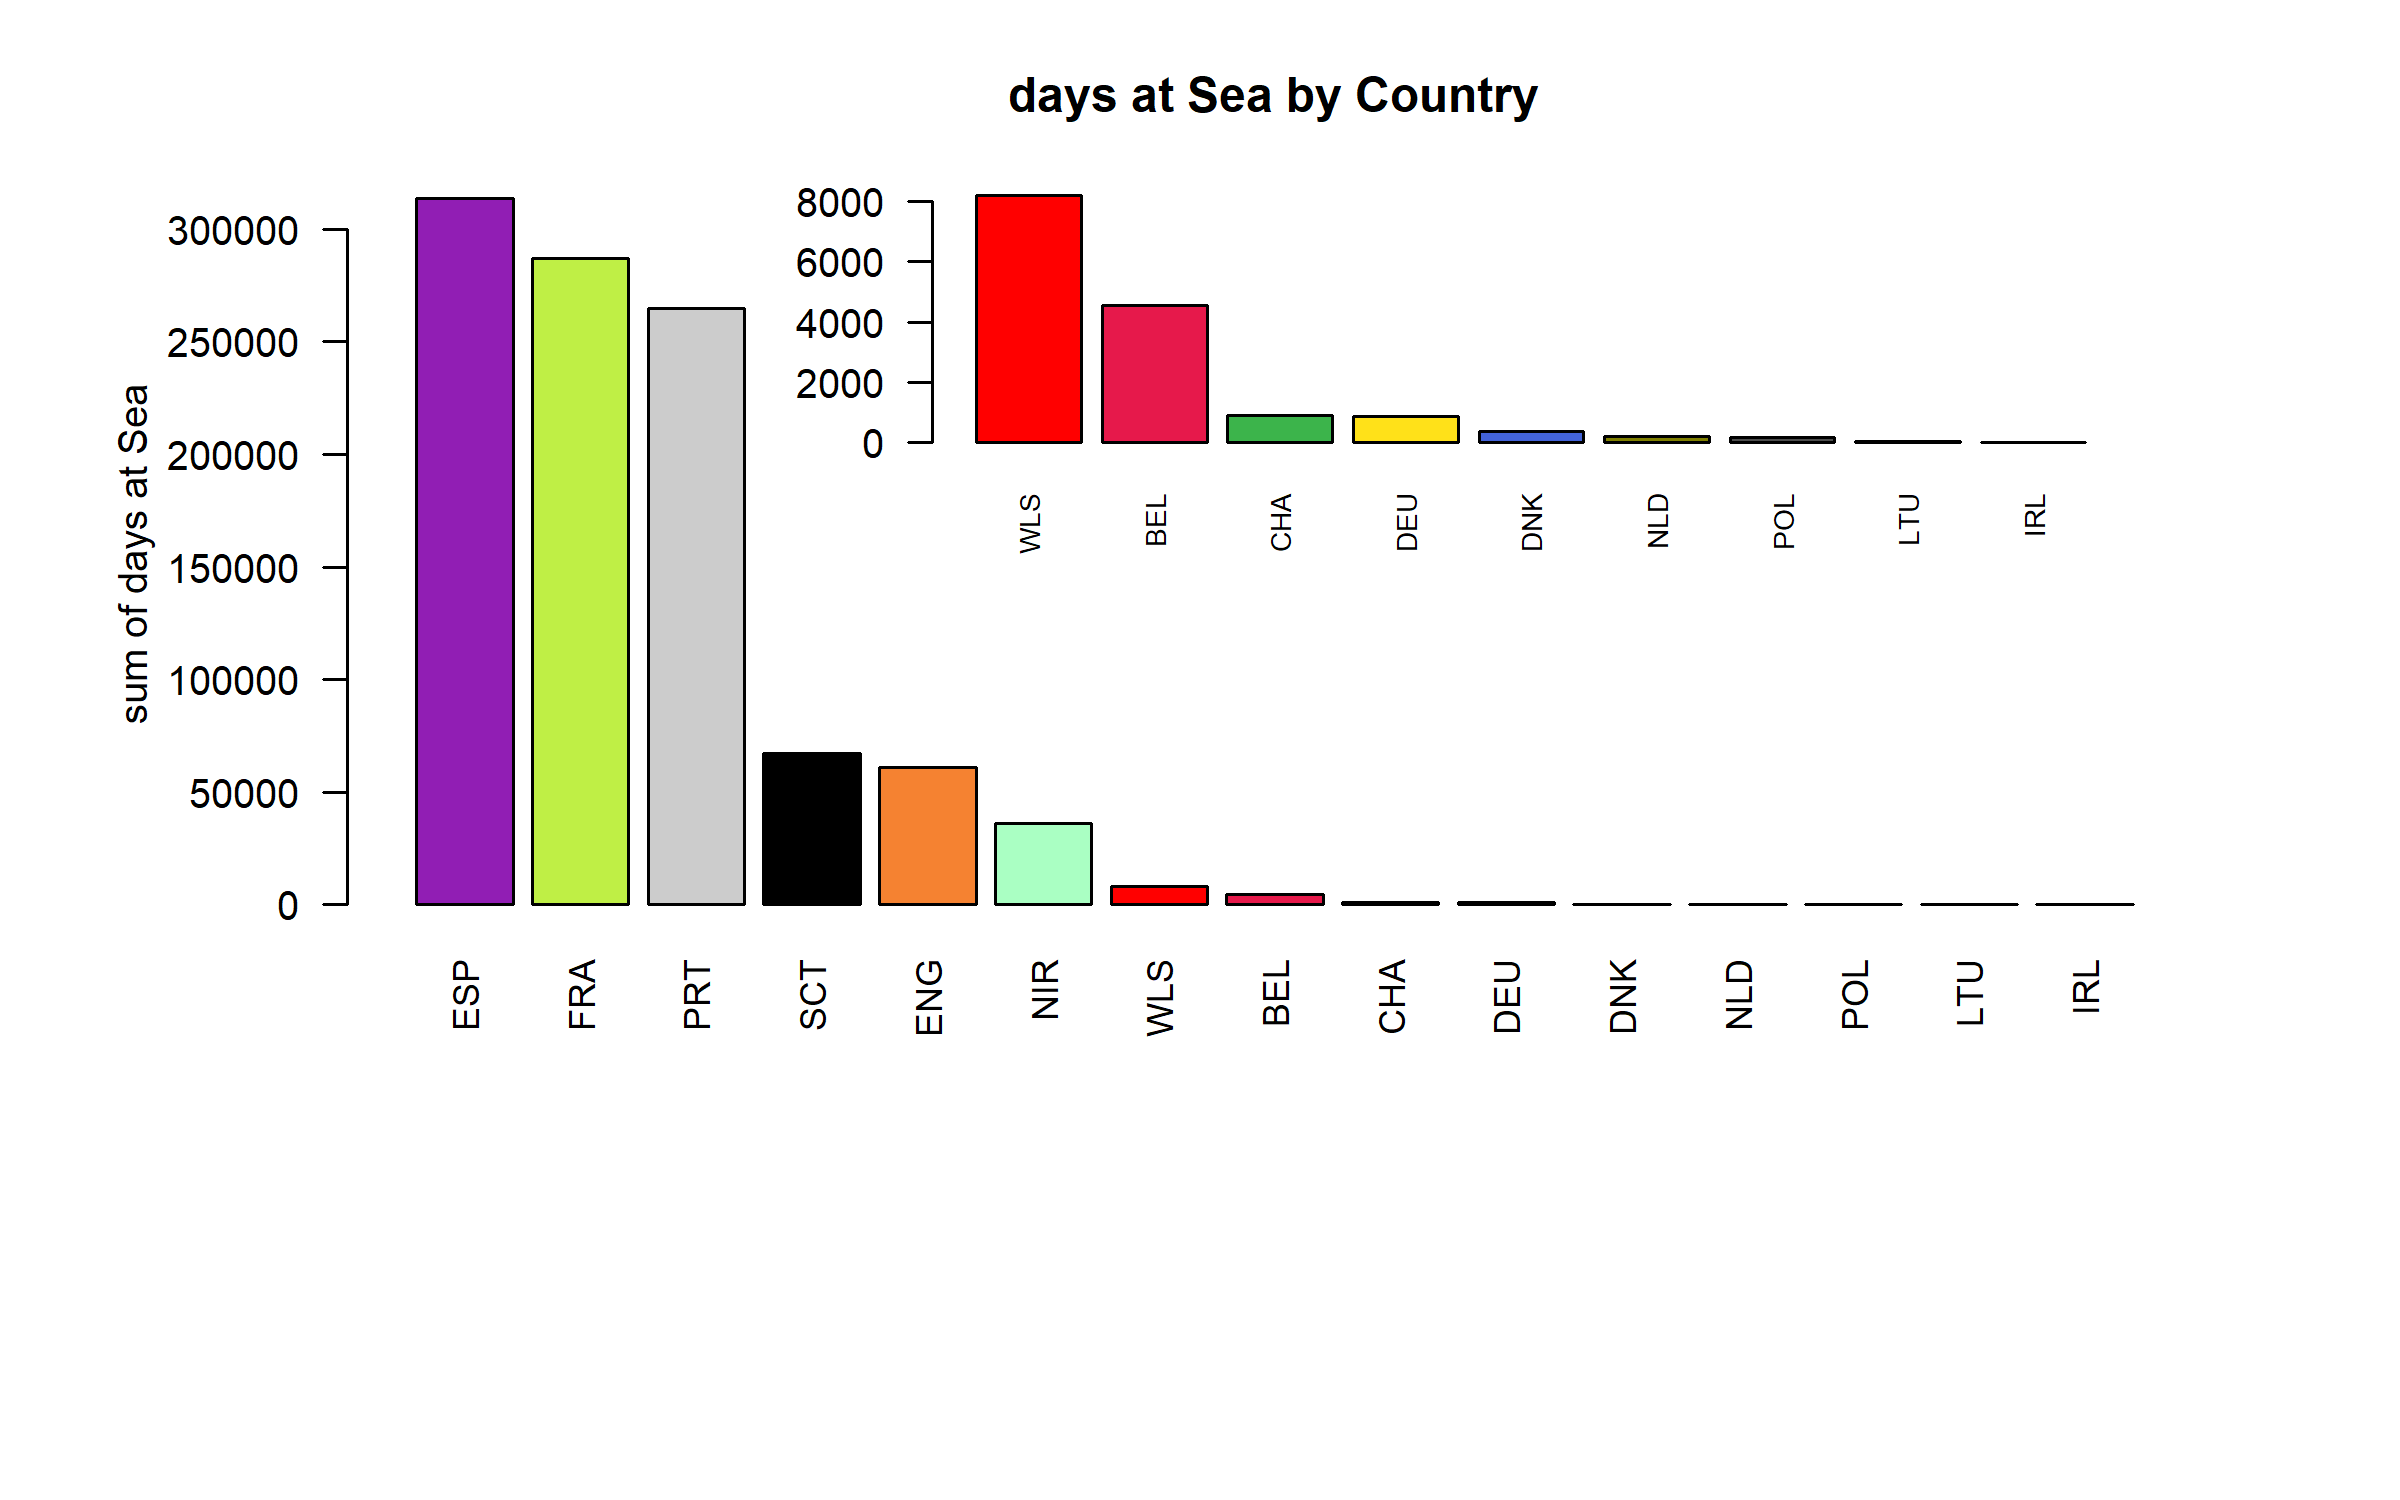 days at Sea by Country
sum of days at Sea
300000
250000
200000
150000
100000
50000
0
8000
6000
4000
2000
0
WLS
BEL
CHA
DEU
DNK
NLD
POL
LTU
IRL
ESP
FRA
PRT
SCT
ENG
NIR
WLS
BEL
CHA
DEU
DNK
NLD
POL
LTU
IRL